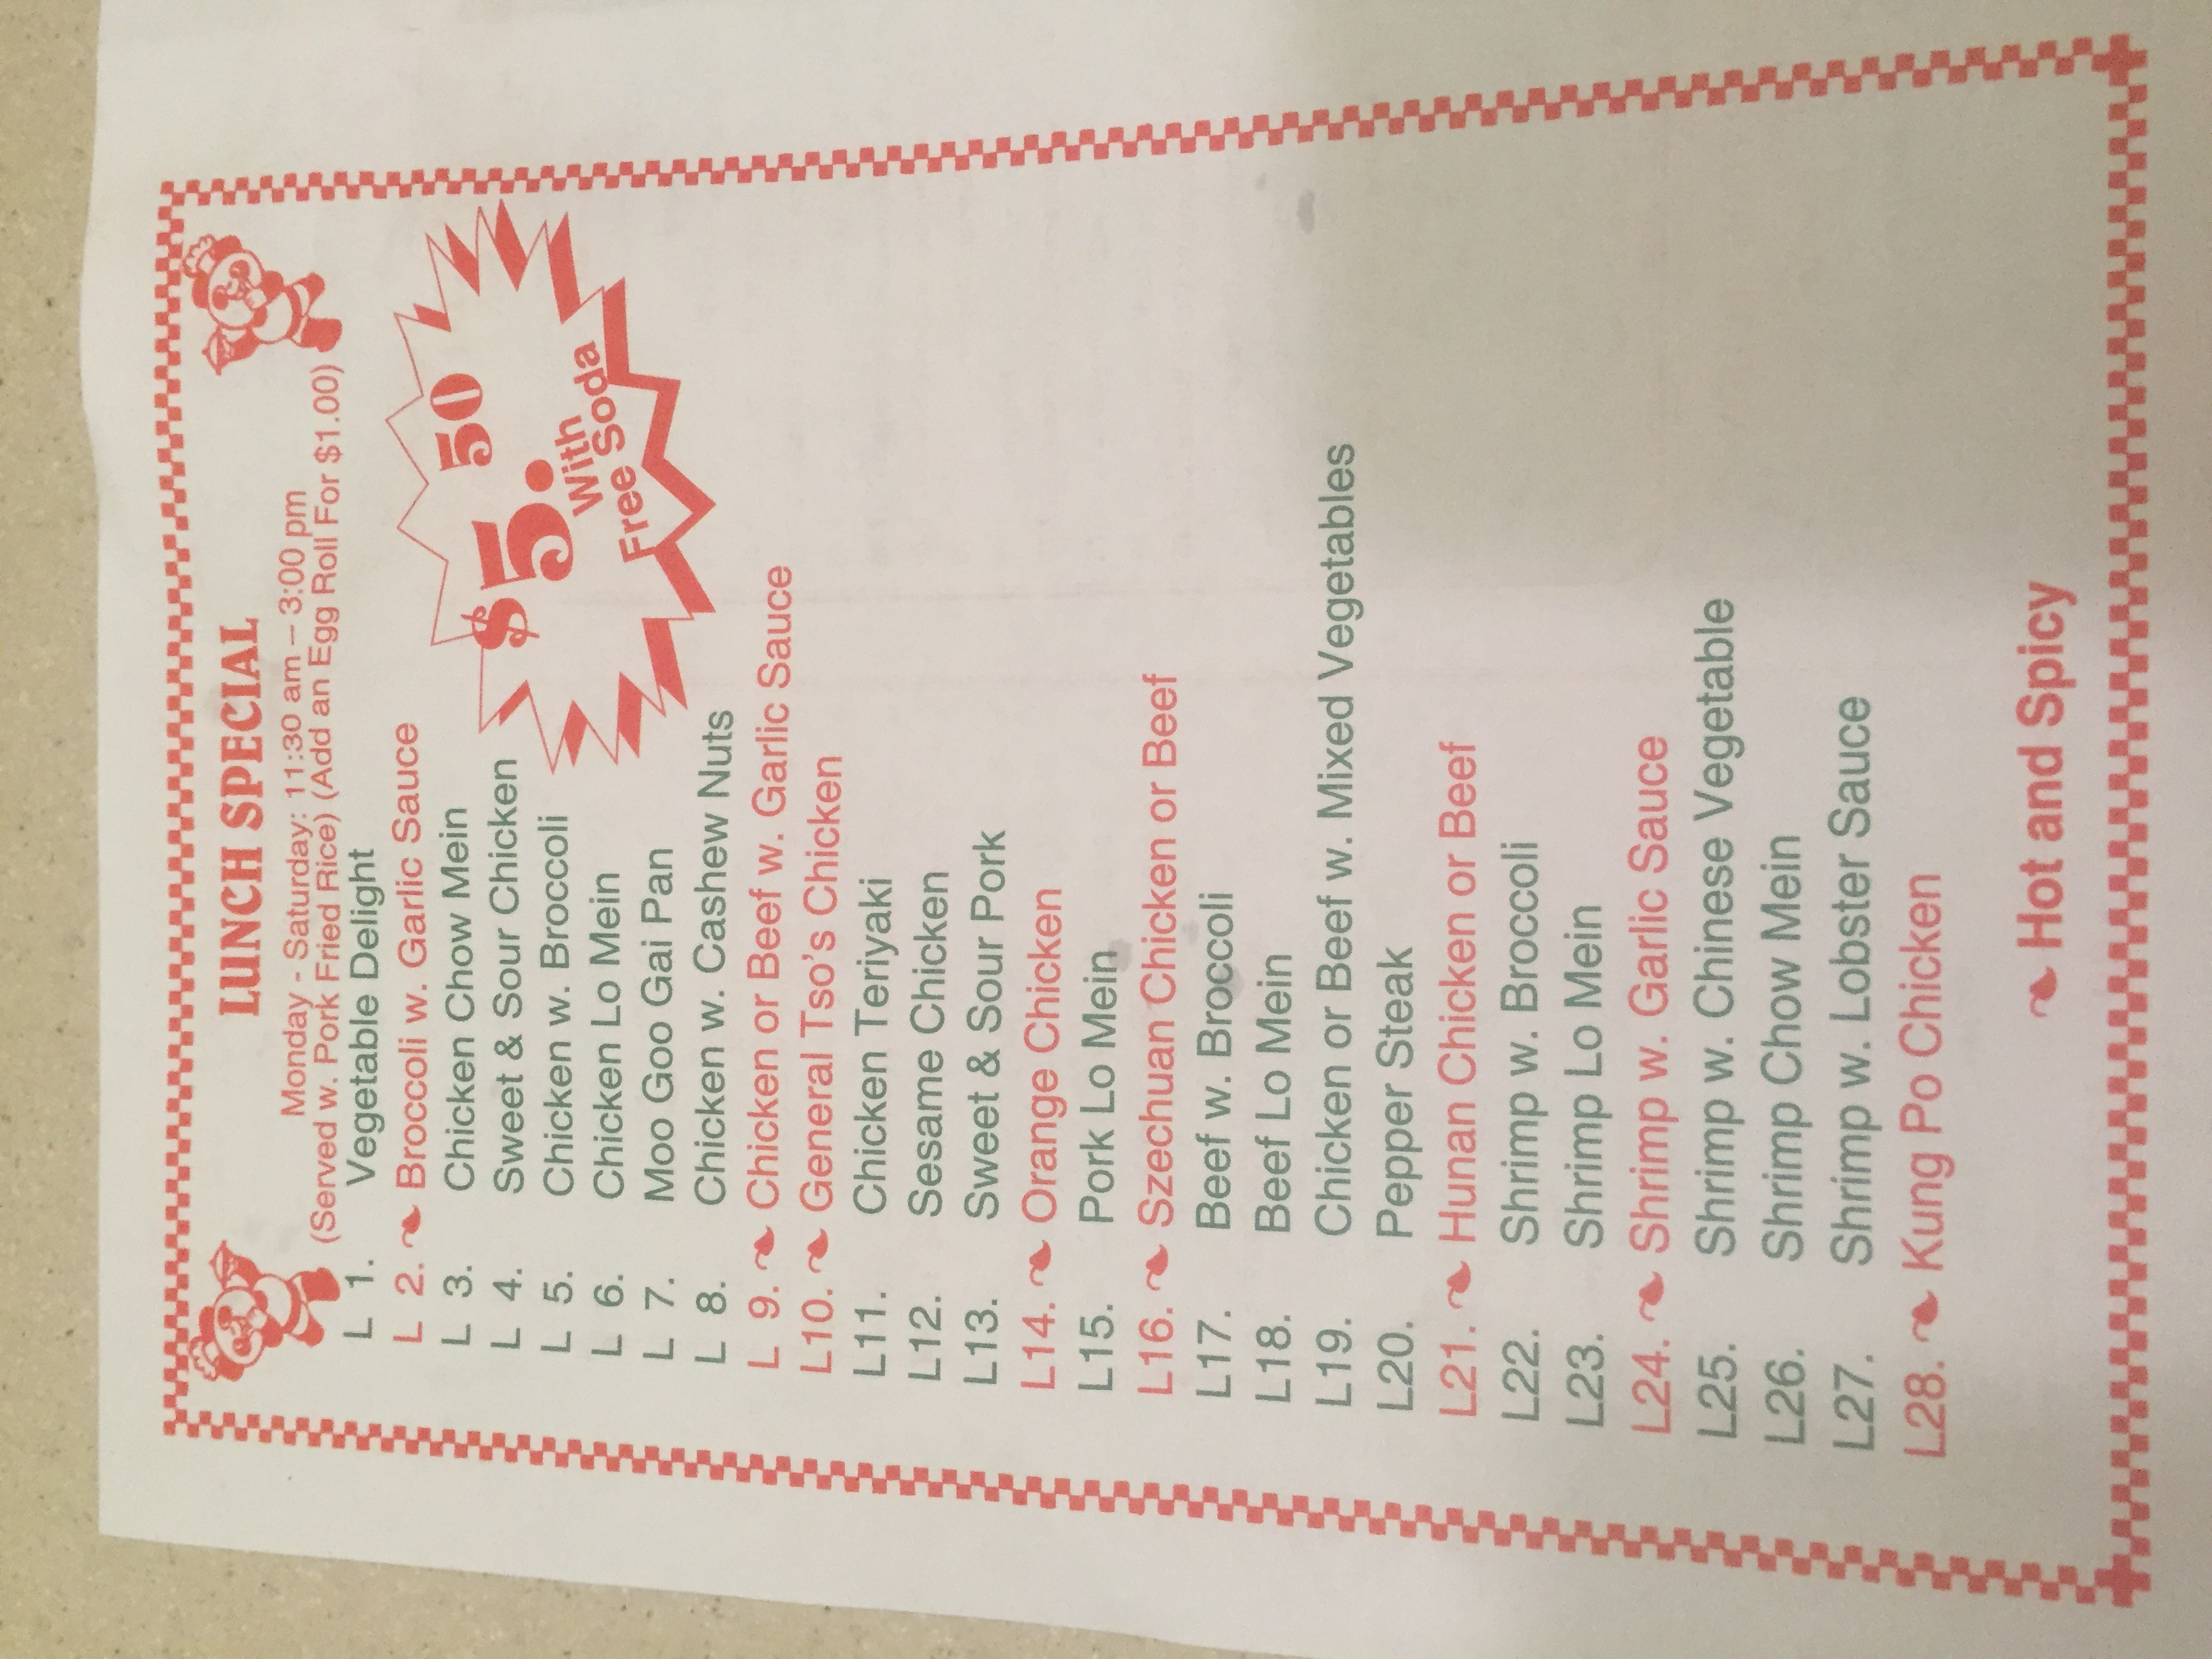 LUNCH SPECIAL
Monday - Saturday: 11:30 am – 3:00 pm
(Served w. Pork Fried Rice) (Add an Egg Roll For $1.00)
$5.50
With
Free Soda
L 1. Vegetable Delight
L 2. Broccoli w. Garlic Sauce
L 3. Chicken Chow Mein
L 4. Sweet & Sour Chicken
L 5. Chicken w. Broccoli
L 6. Chicken Lo Mein
L 7. Moo Goo Gai Pan
L 8. Chicken w. Cashew Nuts
L 9. Chicken or Beef w. Garlic Sauce
L10. General Tso's Chicken
L11. Chicken Teriyaki
L12. Sesame Chicken
L13. Sweet & Sour Pork
L14. Orange Chicken
L15. Pork Lo Mein
L16. Szechuan Chicken or Beef
L17. Beef w. Broccoli
L18. Beef Lo Mein
L19. Chicken or Beef w. Mixed Vegetables
L20. Pepper Steak
L21. Hunan Chicken or Beef
L22. Shrimp w. Broccoli
L23. Shrimp Lo Mein
L24. Shrimp w. Garlic Sauce
L25. Shrimp w. Chinese Vegetable
L26. Shrimp Chow Mein
L27. Shrimp w. Lobster Sauce
L28. Kung Po Chicken
Hot and Spicy